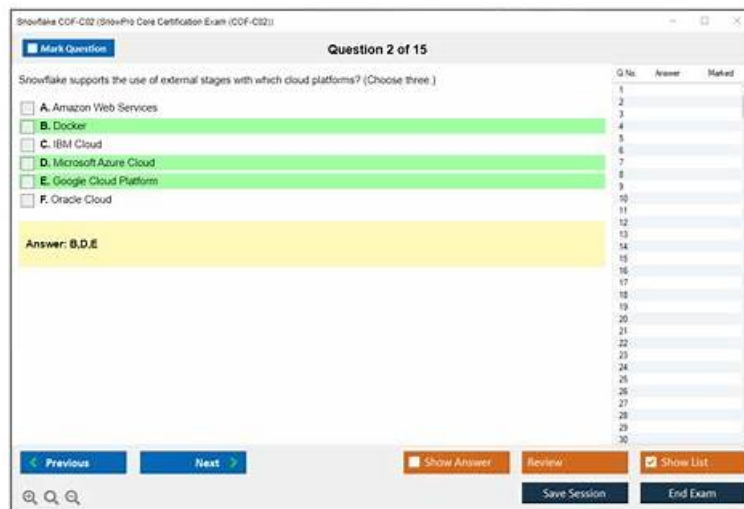 Snowflake COF-C02 (SnowPro Core Certification Exam (COF-C02))
Mark Question
Question 2 of 15
Snowflake supports the use of external stages with which cloud platforms? (Choose three.)
A. Amazon Web Services
B. Docker
C. IBM Cloud
D. Microsoft Azure Cloud
E. Google Cloud Platform
F. Oracle Cloud
Answer: B,D,E
Q No. Answer Marked
1
2
3
4
5
6
7
8
9
10
11
12
13
14
15
16
17
18
19
20
21
22
23
24
25
26
27
28
29
30
Previous Next Show Answer Review Show List
Save Session End Exam